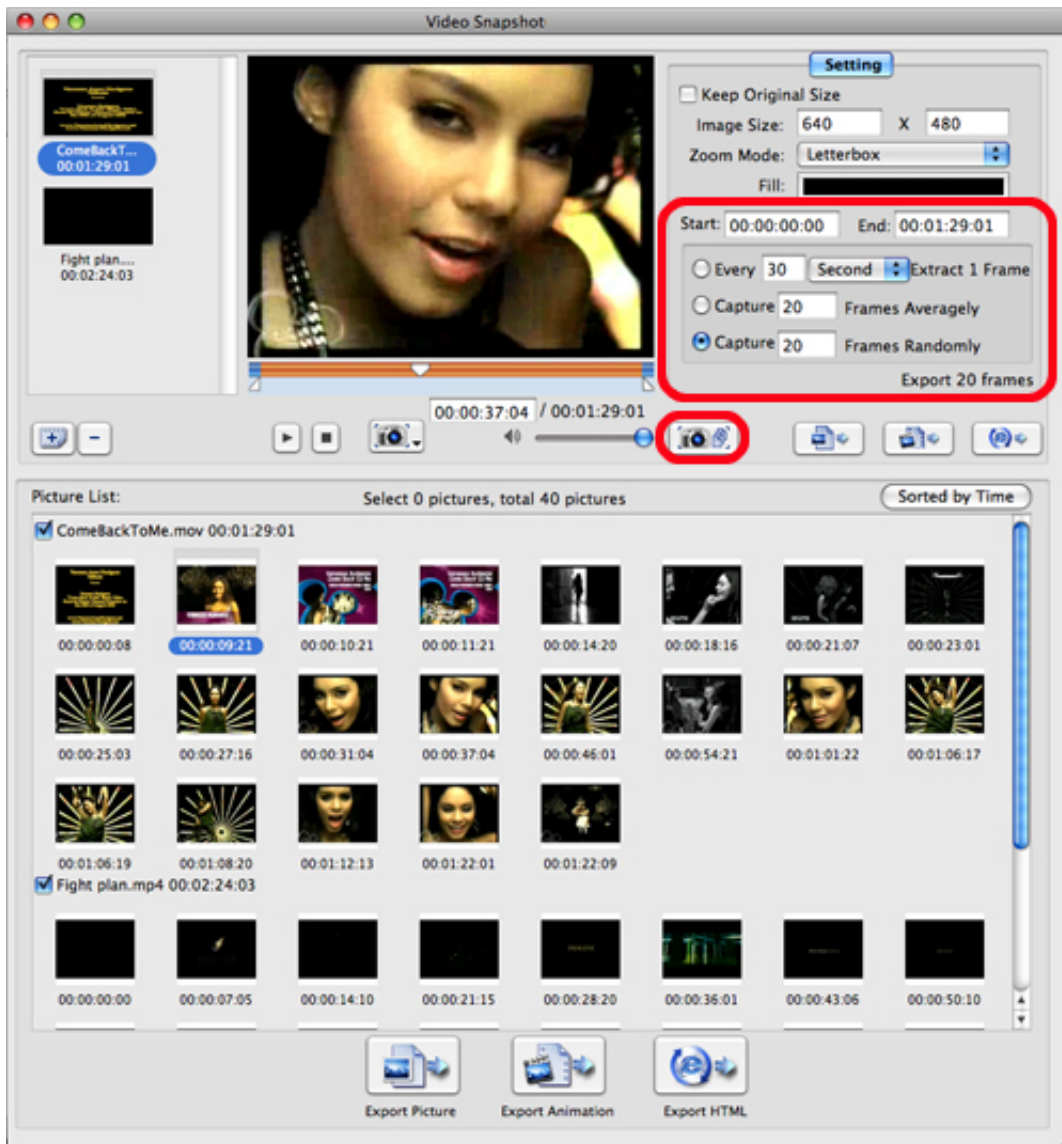 Video Snapshot
ComeBackT...
00:01:29:01
Fight plan....
00:02:24:03
Setting
Keep Original Size
Image Size: 640 X 480
Zoom Mode: Letterbox
Fill:
Start: 00:00:00:00 End: 00:01:29:01
Every 30 Second Extract 1 Frame
Capture 20 Frames Averagely
Capture 20 Frames Randomly
Export 20 frames
00:00:37:04 / 00:01:29:01
Picture List:
Select 0 pictures, total 40 pictures
Sorted by Time
ComeBackToMe.mov 00:01:29:01
00:00:00:08 00:00:09:21 00:00:10:21 00:00:11:21 00:00:14:20 00:00:18:16 00:00:21:07 00:00:23:01
00:00:25:03 00:00:27:16 00:00:31:04 00:00:37:04 00:00:46:01 00:00:54:21 00:01:01:22 00:01:06:17
00:01:06:19 00:01:08:20 00:01:12:13 00:01:22:01 00:01:22:09
Fight plan.mp4 00:02:24:03
00:00:00:00 00:00:07:05 00:00:14:10 00:00:21:15 00:00:28:20 00:00:36:01 00:00:43:06 00:00:50:10
Export Picture Export Animation Export HTML